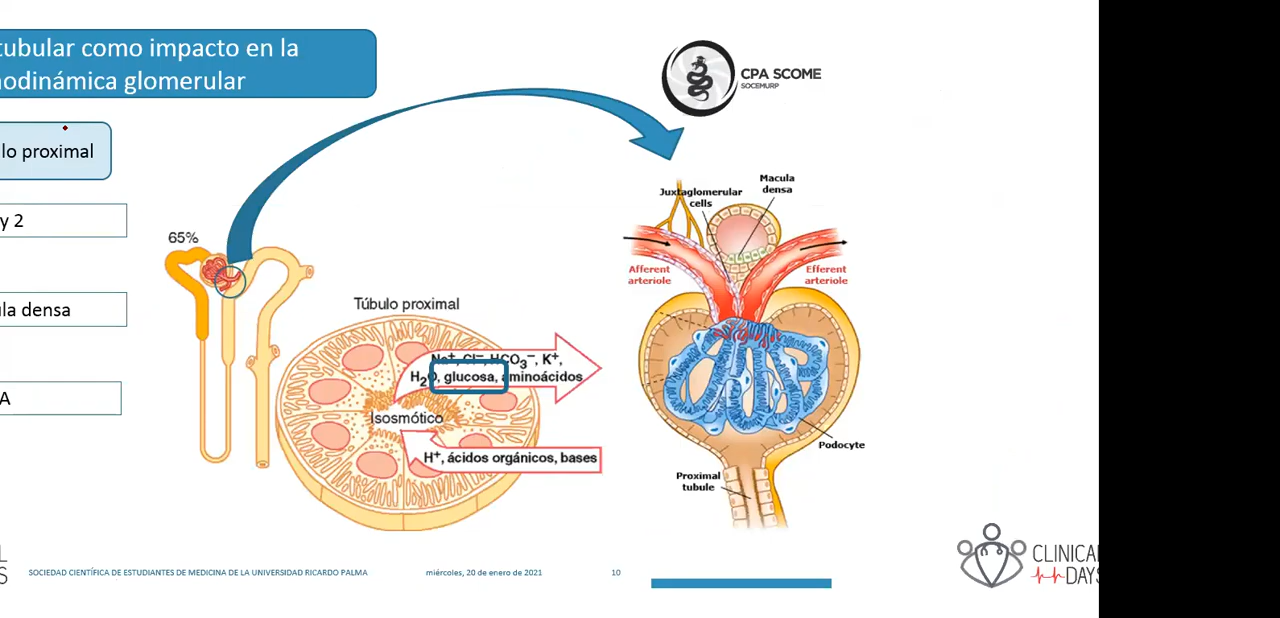 tubular como impacto en la
nodinámica glomerular
lo proximal
y 2
la densa
A
CPA SCOME
SOCEMURP
65%
Túbulo proximal
Na⁺, Cl⁻, HCO₃⁻, K⁺,
H₂O, glucosa, aminoácidos
Isosmótico
H⁺, ácidos orgánicos, bases
Juxtaglomerular
cells
Macula
densa
Afferent
arteriole
Efferent
arteriole
Podocyte
Proximal
tubule
L
S
SOCIEDAD CIENTÍFICA DE ESTUDIANTES DE MEDICINA DE LA UNIVERSIDAD RICARDO PALMA
miércoles, 20 de enero de 2021
10
CLINICAL
DAYS